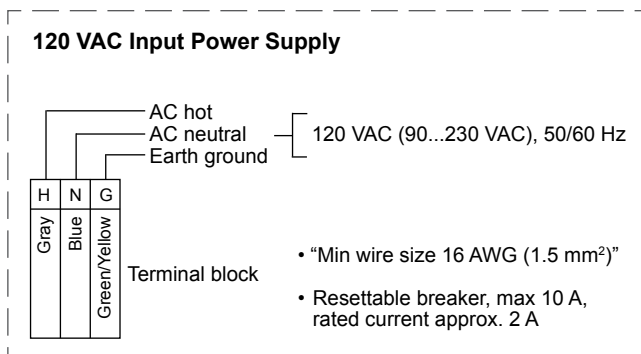 120 VAC Input Power Supply
AC hot
AC neutral
Earth ground
120 VAC (90...230 VAC), 50/60 Hz
H N G
Gray
Blue
Green/Yellow
Terminal block
• “Min wire size 16 AWG (1.5 mm²)”
• Resettable breaker, max 10 A,
rated current approx. 2 A